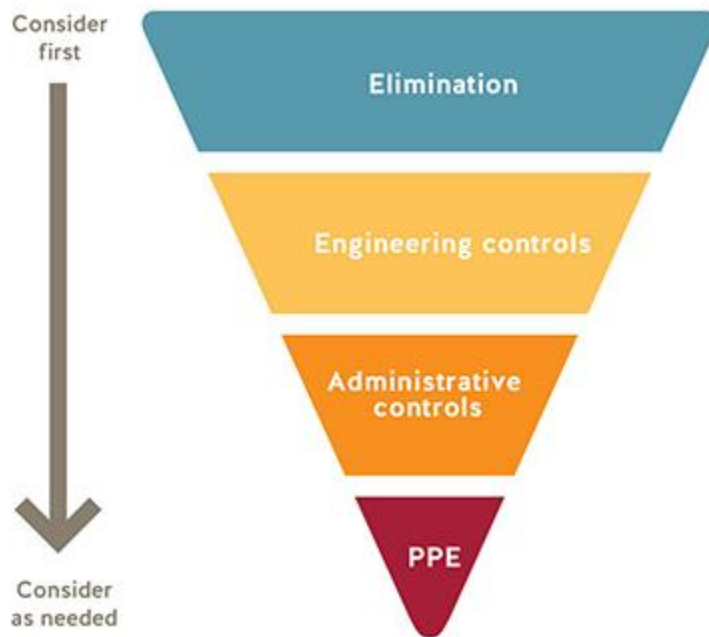 Consider
first
Elimination
Engineering controls
Administrative
controls
PPE
Consider
as needed